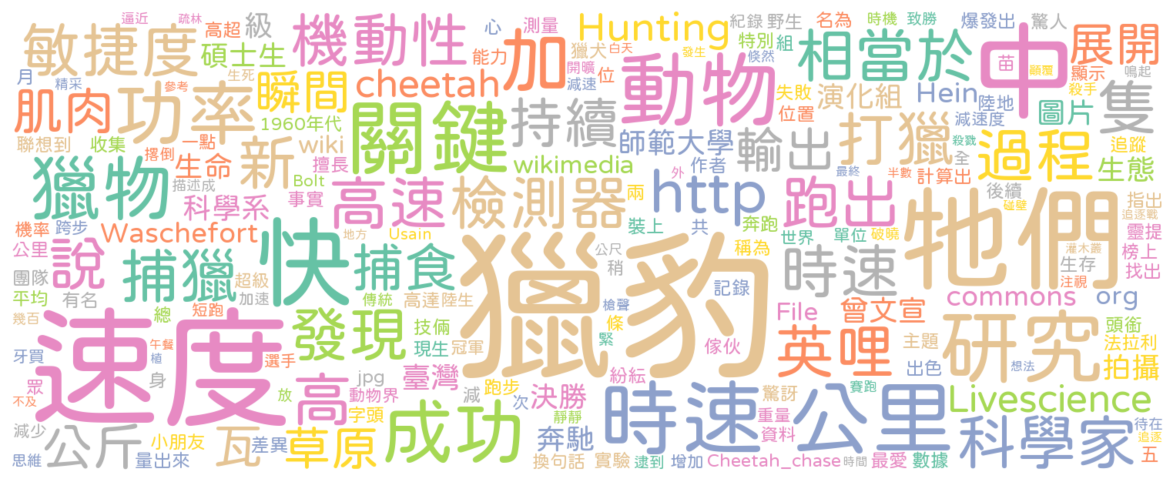 逼近 疏林 高超 級 心 測量 Hunting 紀錄 野生 名為 時機 致勝 爆發出 驚人
敏捷度 碩士生 機動性 能力 獵犬 白天 加 特別 組 倏然 相當於 中 苗 顛覆 展開
月 生死 開曠 位 動物 顯示 鳴起
精采 參考 瞬間 cheetah 減速 發生 失敗 演化組 Hein 陸地 殺手 隻
肌肉 功率 1960年代 關鍵 持續 位置 減速度 圖片
聯想到 收集 一點 新 wiki 師範大學 輸出 打獵 殺戮 全 過程 追蹤
撂倒 生命 擅長 wikimedia 作者 計算出 生態
獵物 描述成 Bolt 高速 檢測器 外 兩 http 跑出 最終 半數 後續 指出
科學系 事實 Usain 裝上 共 奔跑 世界 單位 破曉 碰壁 追逐戰
機率 跨步 Waschefort 地方 稱為 牠們 靈提
公里 說 捕獵 快 捕食 獵豹 公尺 稍 時速 灌木叢 榜上
團隊 超級 生存 注視 找出
平均 有名 加速 傳統 高達 陸生 槍聲 記錄 commons org
速度 總 短跑 發現 技倆 條 File 曾文宣 頭銜
幾百 現生 緊 傢伙 英哩 主題 研究 法拉利
牙買 午餐 植 選手 冠軍 出色 拍攝
眾 身 高 jpg 臺灣 紛紜 驚訝 想法
不及 放 動物界 成功 跑步 決勝 時速 公里 賽跑 Livescience
減少 公斤 小朋友 瓦 差異 字頭 減 次 靜靜 重量 科學家 待在
思維 量出來 草原 奔馳 資料 追逐
換句話 實驗 逮到 增加 Cheetah_chase 時間 最愛 數據 五